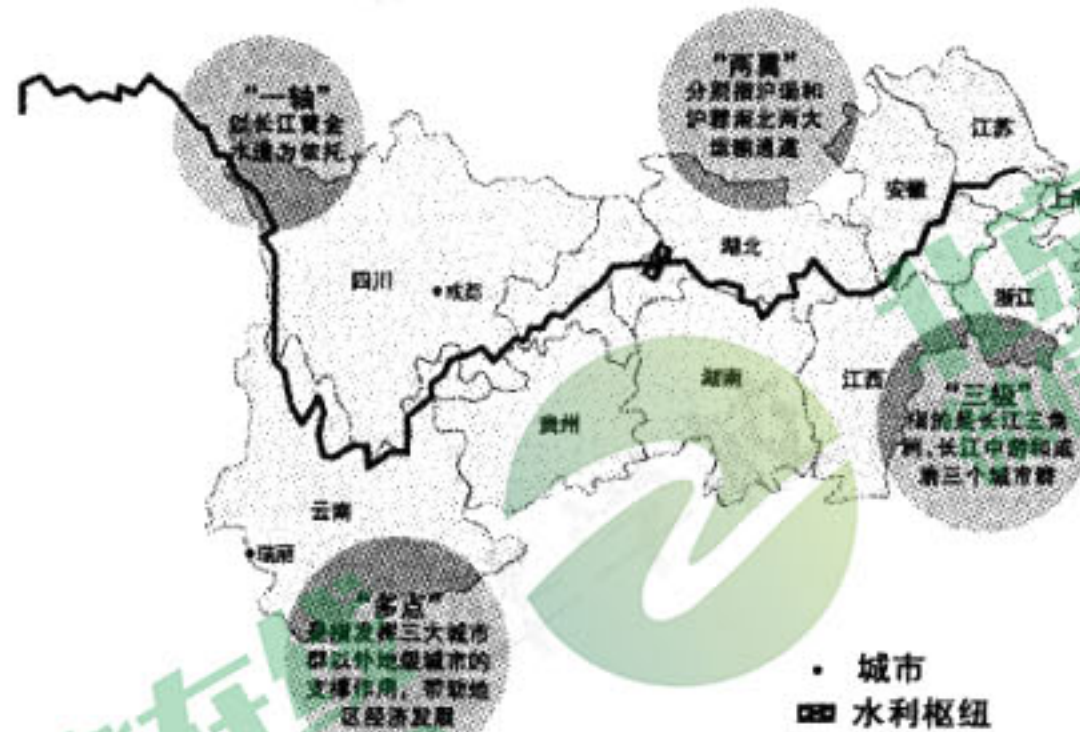 “一轴”
以长江黄金
水道为依托
“两翼”
分别指沪瑞和
沪蓉南北两大
运输通道
江苏
安徽
上海
湖北
四川
成都
浙江
湖南
江西
贵州
“三极”
指的是长江三角
洲、长江中游和成
渝三个城市群
云南
瑞丽
“多点”
是指发挥三大城市
群以外地级城市的
支撑作用，带动地
区经济发展
城市
水利枢纽